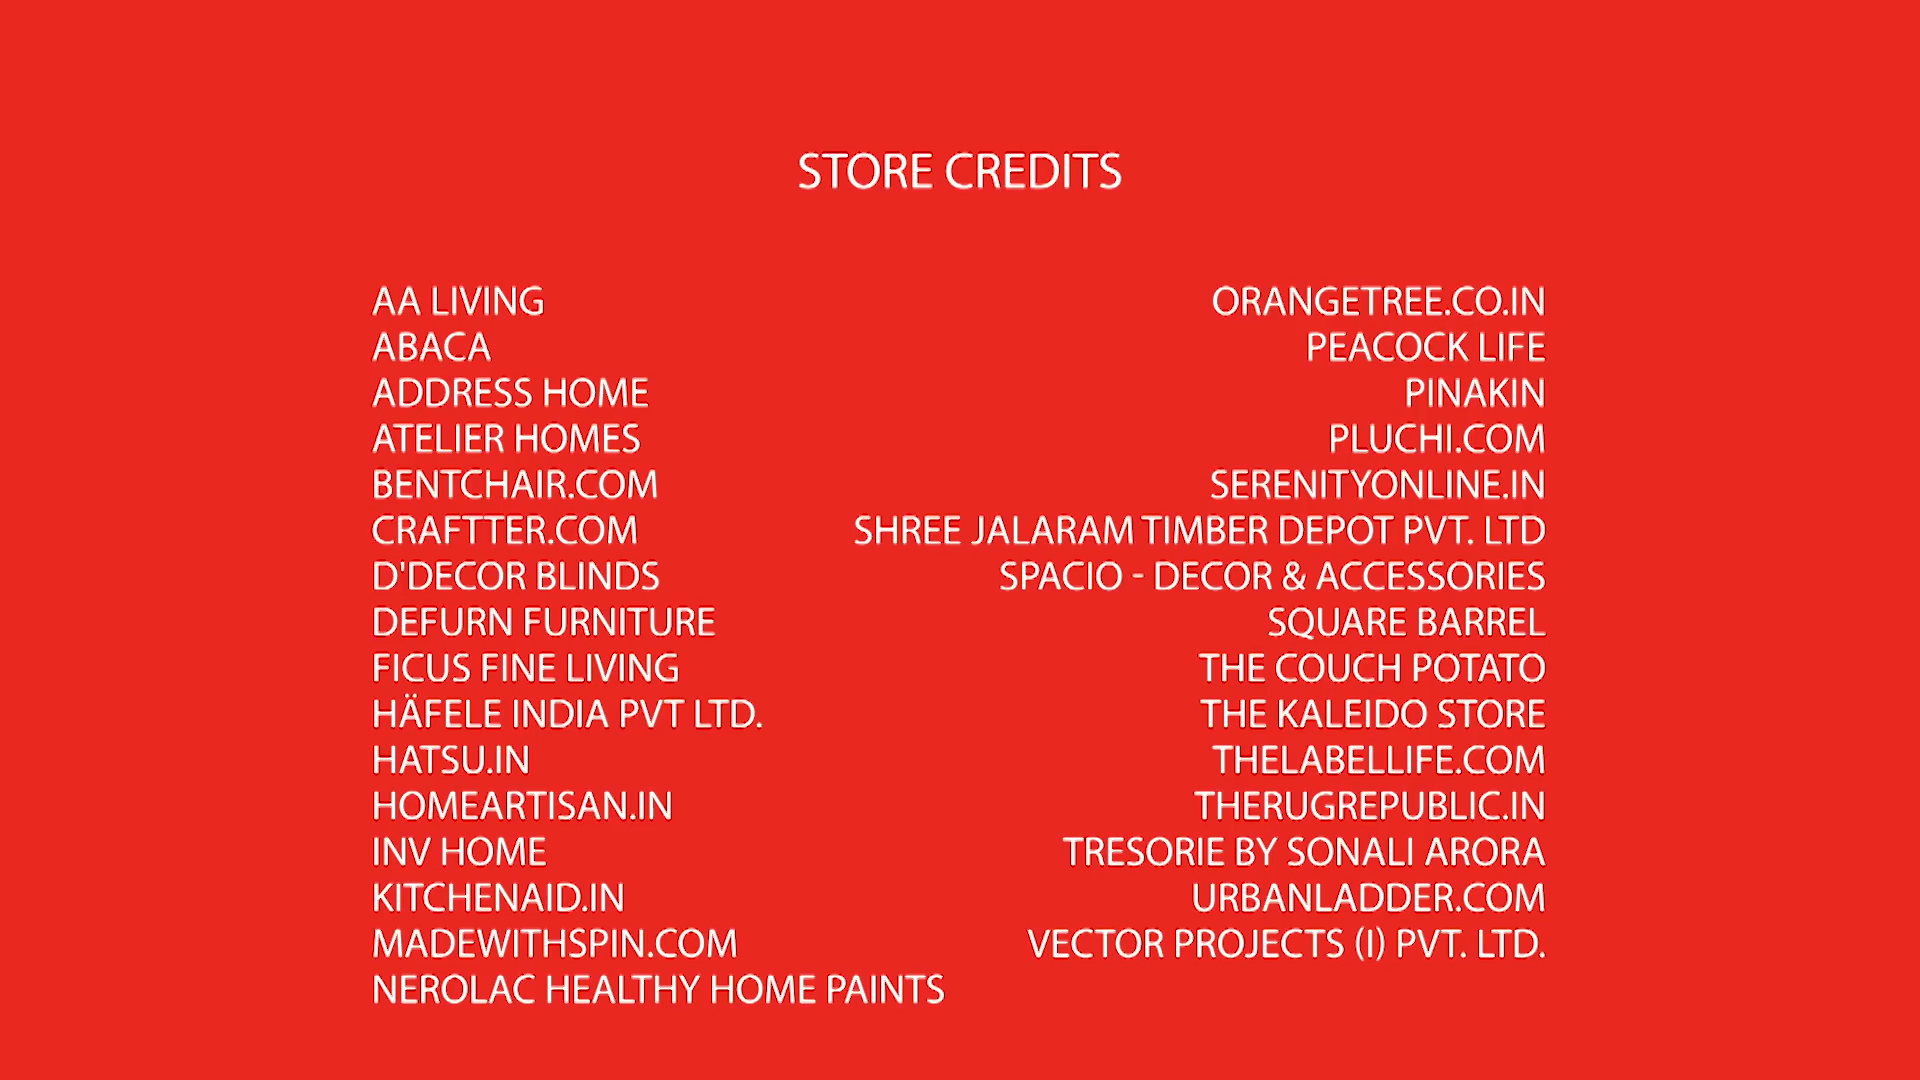 STORE CREDITS
AA LIVING
ABACA
ADDRESS HOME
ATELIER HOMES
BENTCHAIR.COM
CRAFTTER.COM
D'DECOR BLINDS
DEFURN FURNITURE
FICUS FINE LIVING
HÄFELE INDIA PVT LTD.
HATSU.IN
HOMEARTISAN.IN
INV HOME
KITCHENAID.IN
MADEWITHSPIN.COM
NEROLAC HEALTHY HOME PAINTS
ORANGETREE.CO.IN
PEACOCK LIFE
PINAKIN
PLUCHI.COM
SERENITYONLINE.IN
SHREE JALARAM TIMBER DEPOT PVT. LTD
SPACIO - DECOR & ACCESSORIES
SQUARE BARREL
THE COUCH POTATO
THE KALEIDO STORE
THELABELLIFE.COM
THERUGREPUBLIC.IN
TRESORIE BY SONALI ARORA
URBANLADDER.COM
VECTOR PROJECTS (I) PVT. LTD.